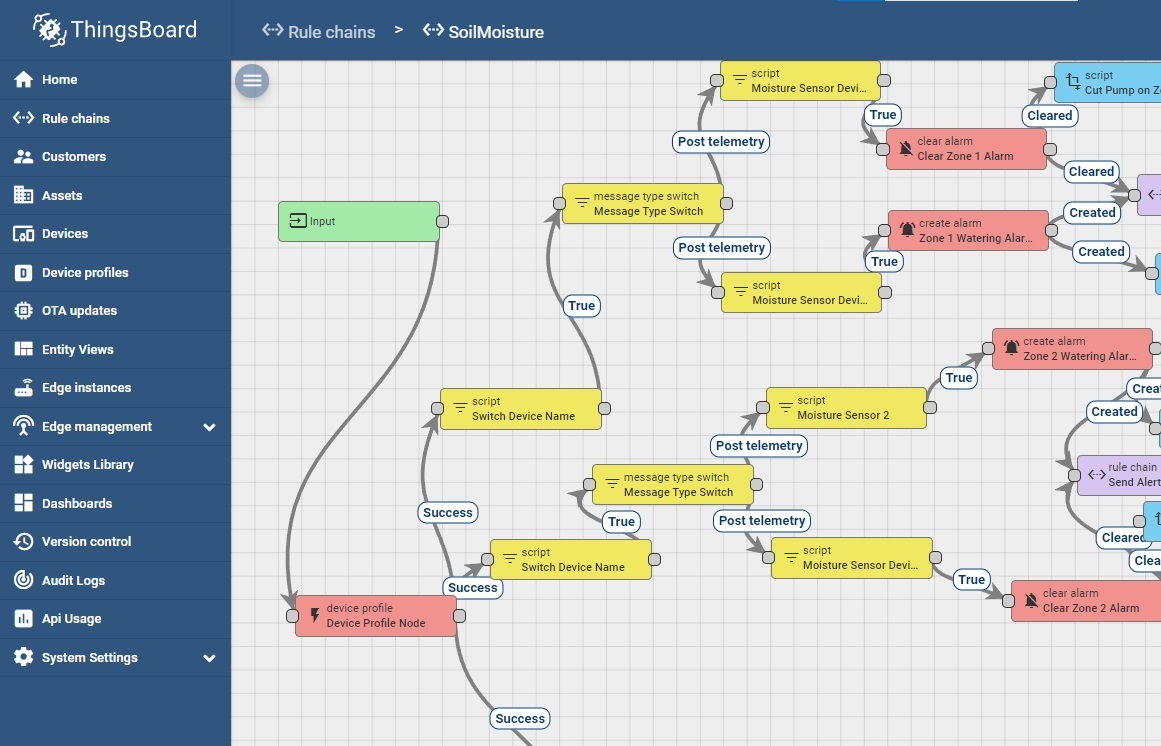 ThingsBoard
Rule chains > SoilMoisture
Home
Rule chains
Customers
Assets
Devices
Device profiles
OTA updates
Entity Views
Edge instances
Edge management
Widgets Library
Dashboards
Version control
Audit Logs
Api Usage
System Settings
script
Moisture Sensor Devi...
script
Cut Pump on Z
True
Cleared
Post telemetry
clear alarm
Clear Zone 1 Alarm
Cleared
message type switch
Message Type Switch
Input
Created
create alarm
Zone 1 Watering Alar...
Post telemetry
Created
True
script
Moisture Sensor Devi...
True
create alarm
Zone 2 Watering Alar...
True
Created
script
Switch Device Name
script
Moisture Sensor 2
Created
Post telemetry
message type switch
Message Type Switch
rule chain
Send Alert
Success
True
Post telemetry
Cleared
script
Switch Device Name
script
Moisture Sensor Devi...
Clea
Success
True
clear alarm
Clear Zone 2 Alarm
device profile
Device Profile Node
Success